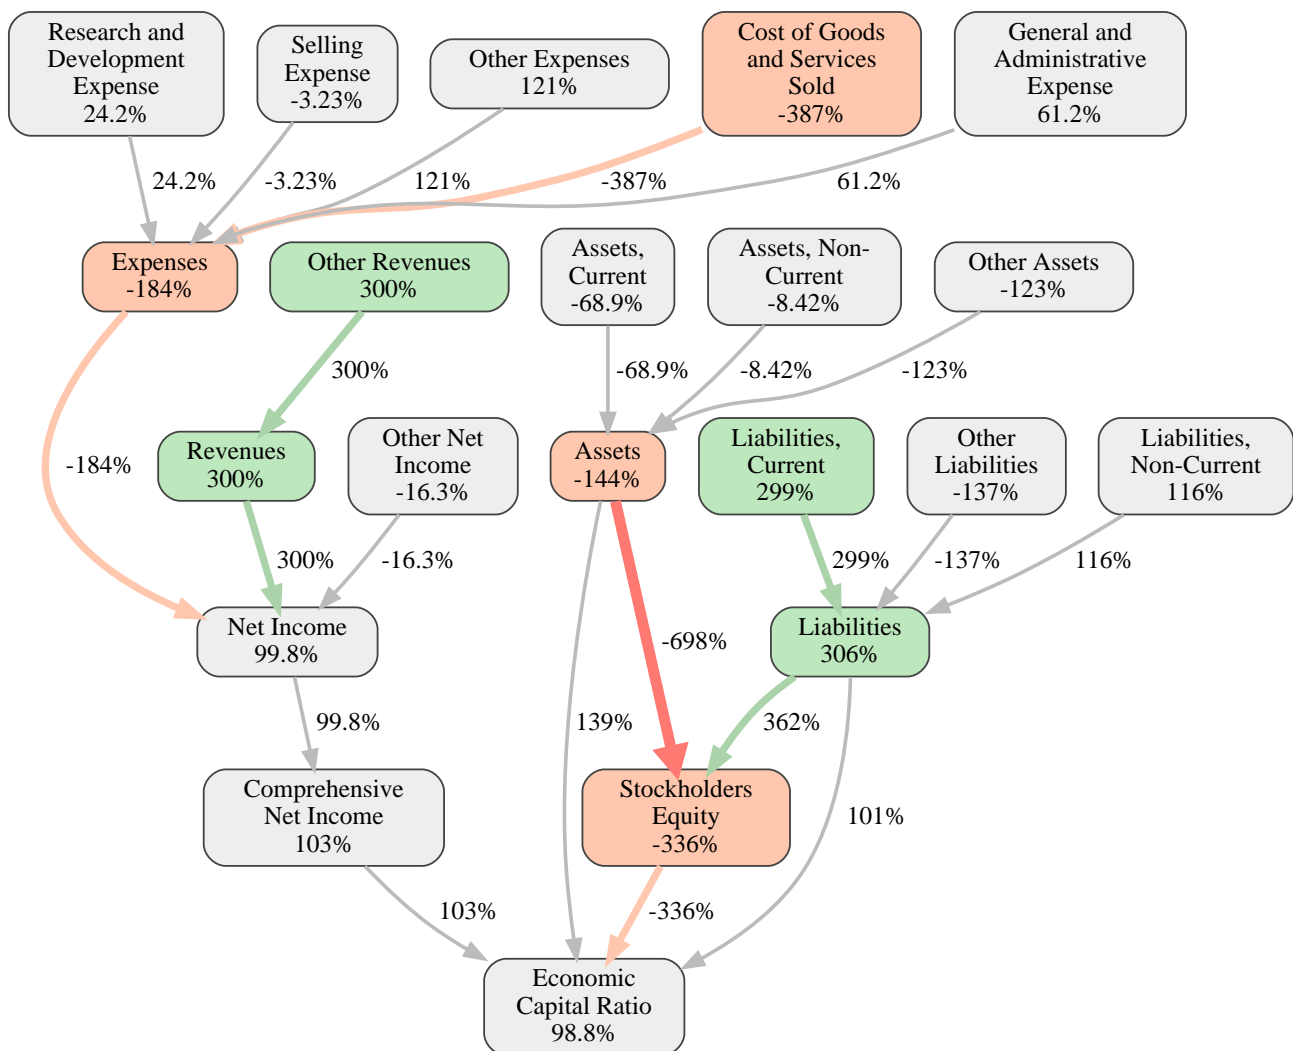 Research and
Development
Expense
24.2%
Selling
Expense
-3.23%
Other Expenses
121%
Cost of Goods
and Services
Sold
-387%
General and
Administrative
Expense
61.2%
24.2%
-3.23%
121%
-387%
61.2%
Expenses
-184%
Other Revenues
300%
Assets,
Current
-68.9%
Assets, Non-
Current
-8.42%
Other Assets
-123%
300%
-68.9%
-8.42%
-123%
-184%
Revenues
300%
Other Net
Income
-16.3%
Assets
-144%
Liabilities,
Current
299%
Other
Liabilities
-137%
Liabilities,
Non-Current
116%
300%
-16.3%
299%
-137%
116%
Net Income
99.8%
-698%
Liabilities
306%
99.8%
139%
362%
Comprehensive
Net Income
103%
Stockholders
Equity
-336%
101%
103%
-336%
Economic
Capital Ratio
98.8%